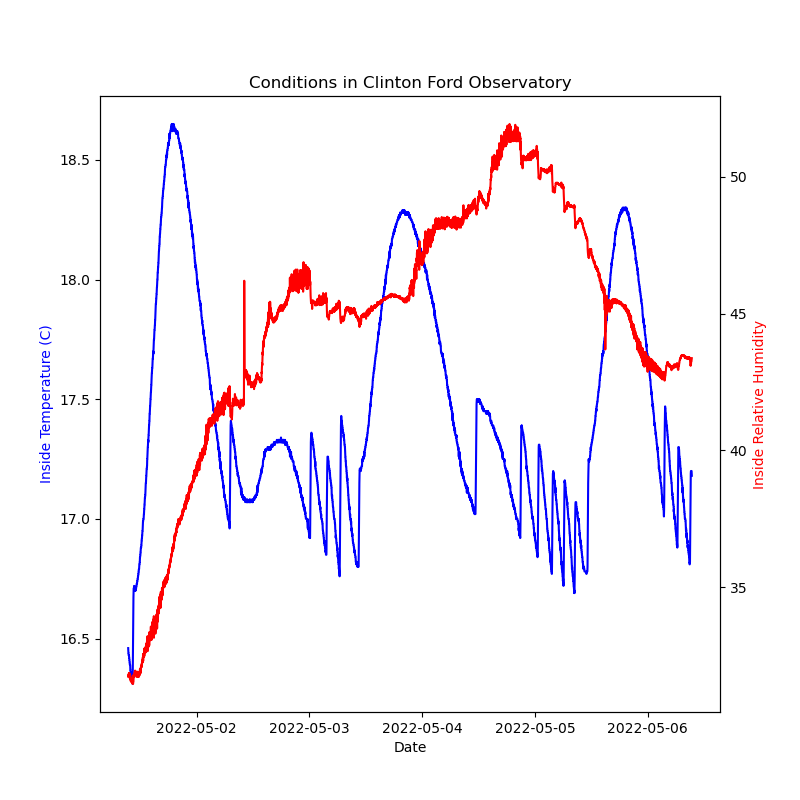 Conditions in Clinton Ford Observatory
18.5
18.0
17.5
17.0
16.5
Inside Temperature (C)
50
45
40
35
Inside Relative Humidity
2022-05-02 2022-05-03 2022-05-04 2022-05-05 2022-05-06
Date